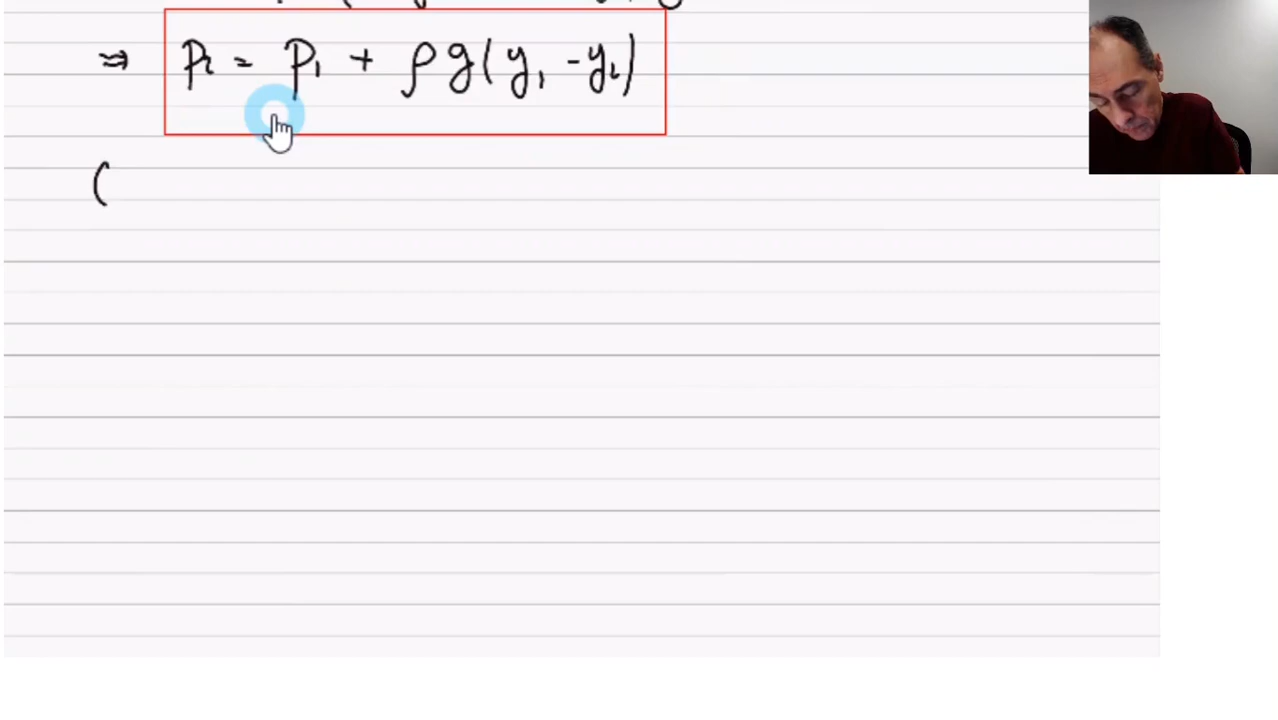 ⇒ p₂ = p₁ + ρg(y₁ - y₂)
(